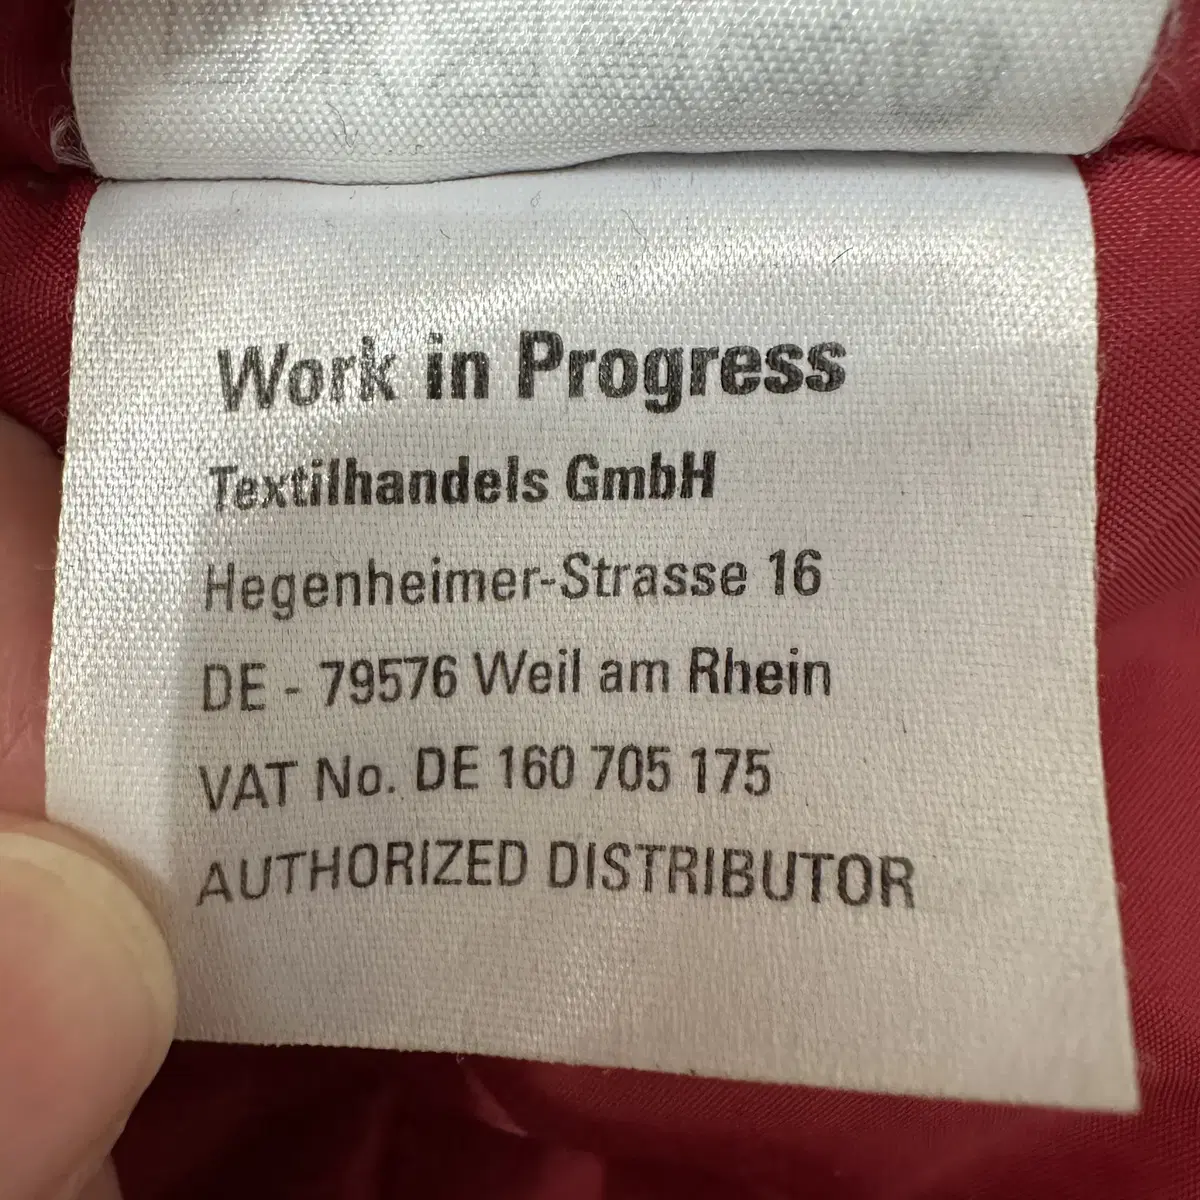 Work in Progress
Textilhandels GmbH
Hegenheimer-Strasse 16
DE - 79576 Weil am Rhein
VAT No. DE 160 705 175
AUTHORIZED DISTRIBUTOR